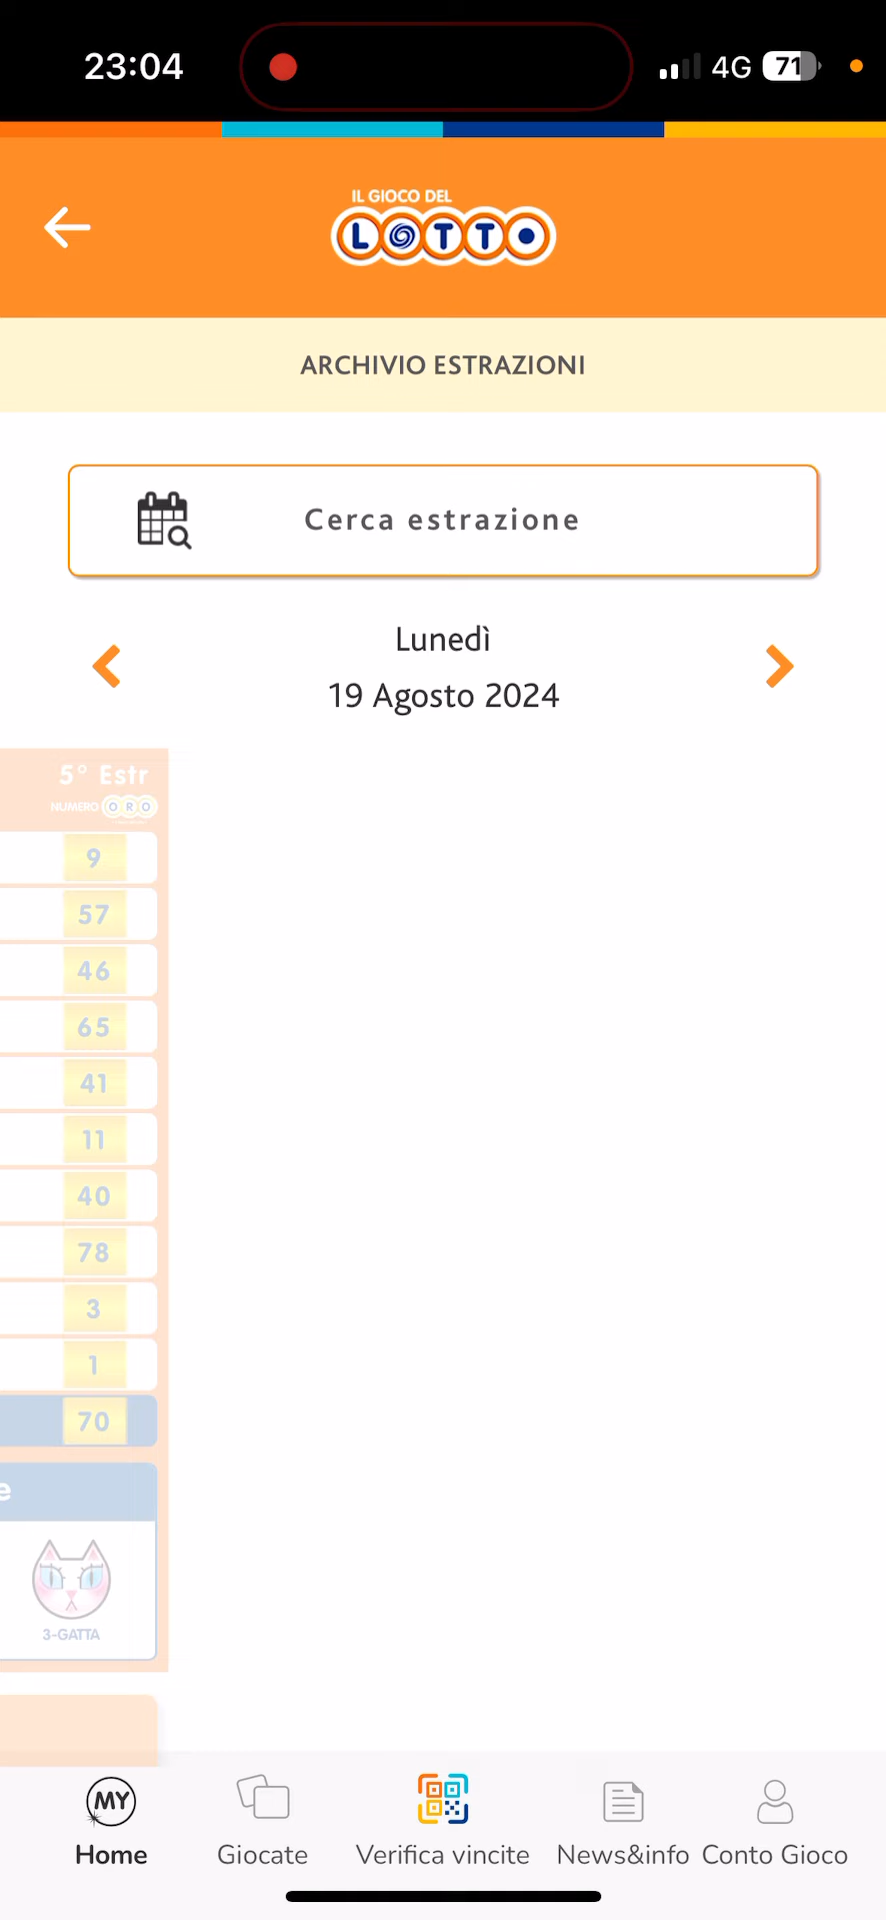 23:04
4G
71
IL GIOCO DEL
LOTTO
ARCHIVIO ESTRAZIONI
Cerca estrazione
Lunedì
19 Agosto 2024
5° Estr
NUMERO ORO
9
57
46
65
41
11
40
78
3
1
70
e
3-GATTA
MY
Home
Giocate
Verifica vincite
News&info
Conto Gioco